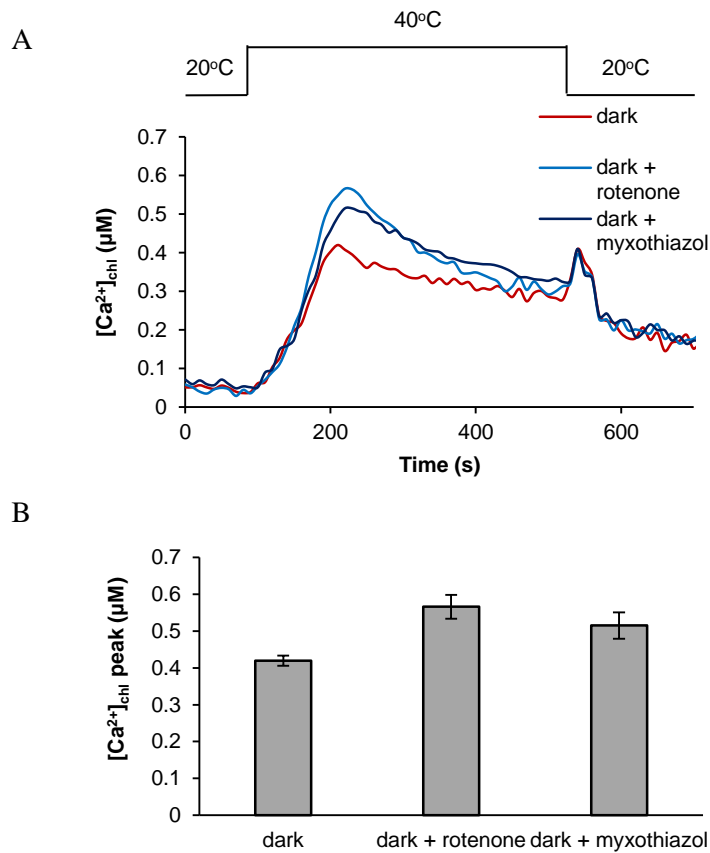 A
40°C
20°C
20°C
dark
dark +
rotenone
dark +
myxothiazol
[Ca²⁺]chl (µM)
0.7
0.6
0.5
0.4
0.3
0.2
0.1
0
0
200
400
600
Time (s)
B
[Ca²⁺]chl peak (µM)
0.7
0.6
0.5
0.4
0.3
0.2
0.1
0
dark
dark + rotenone
dark + myxothiazol